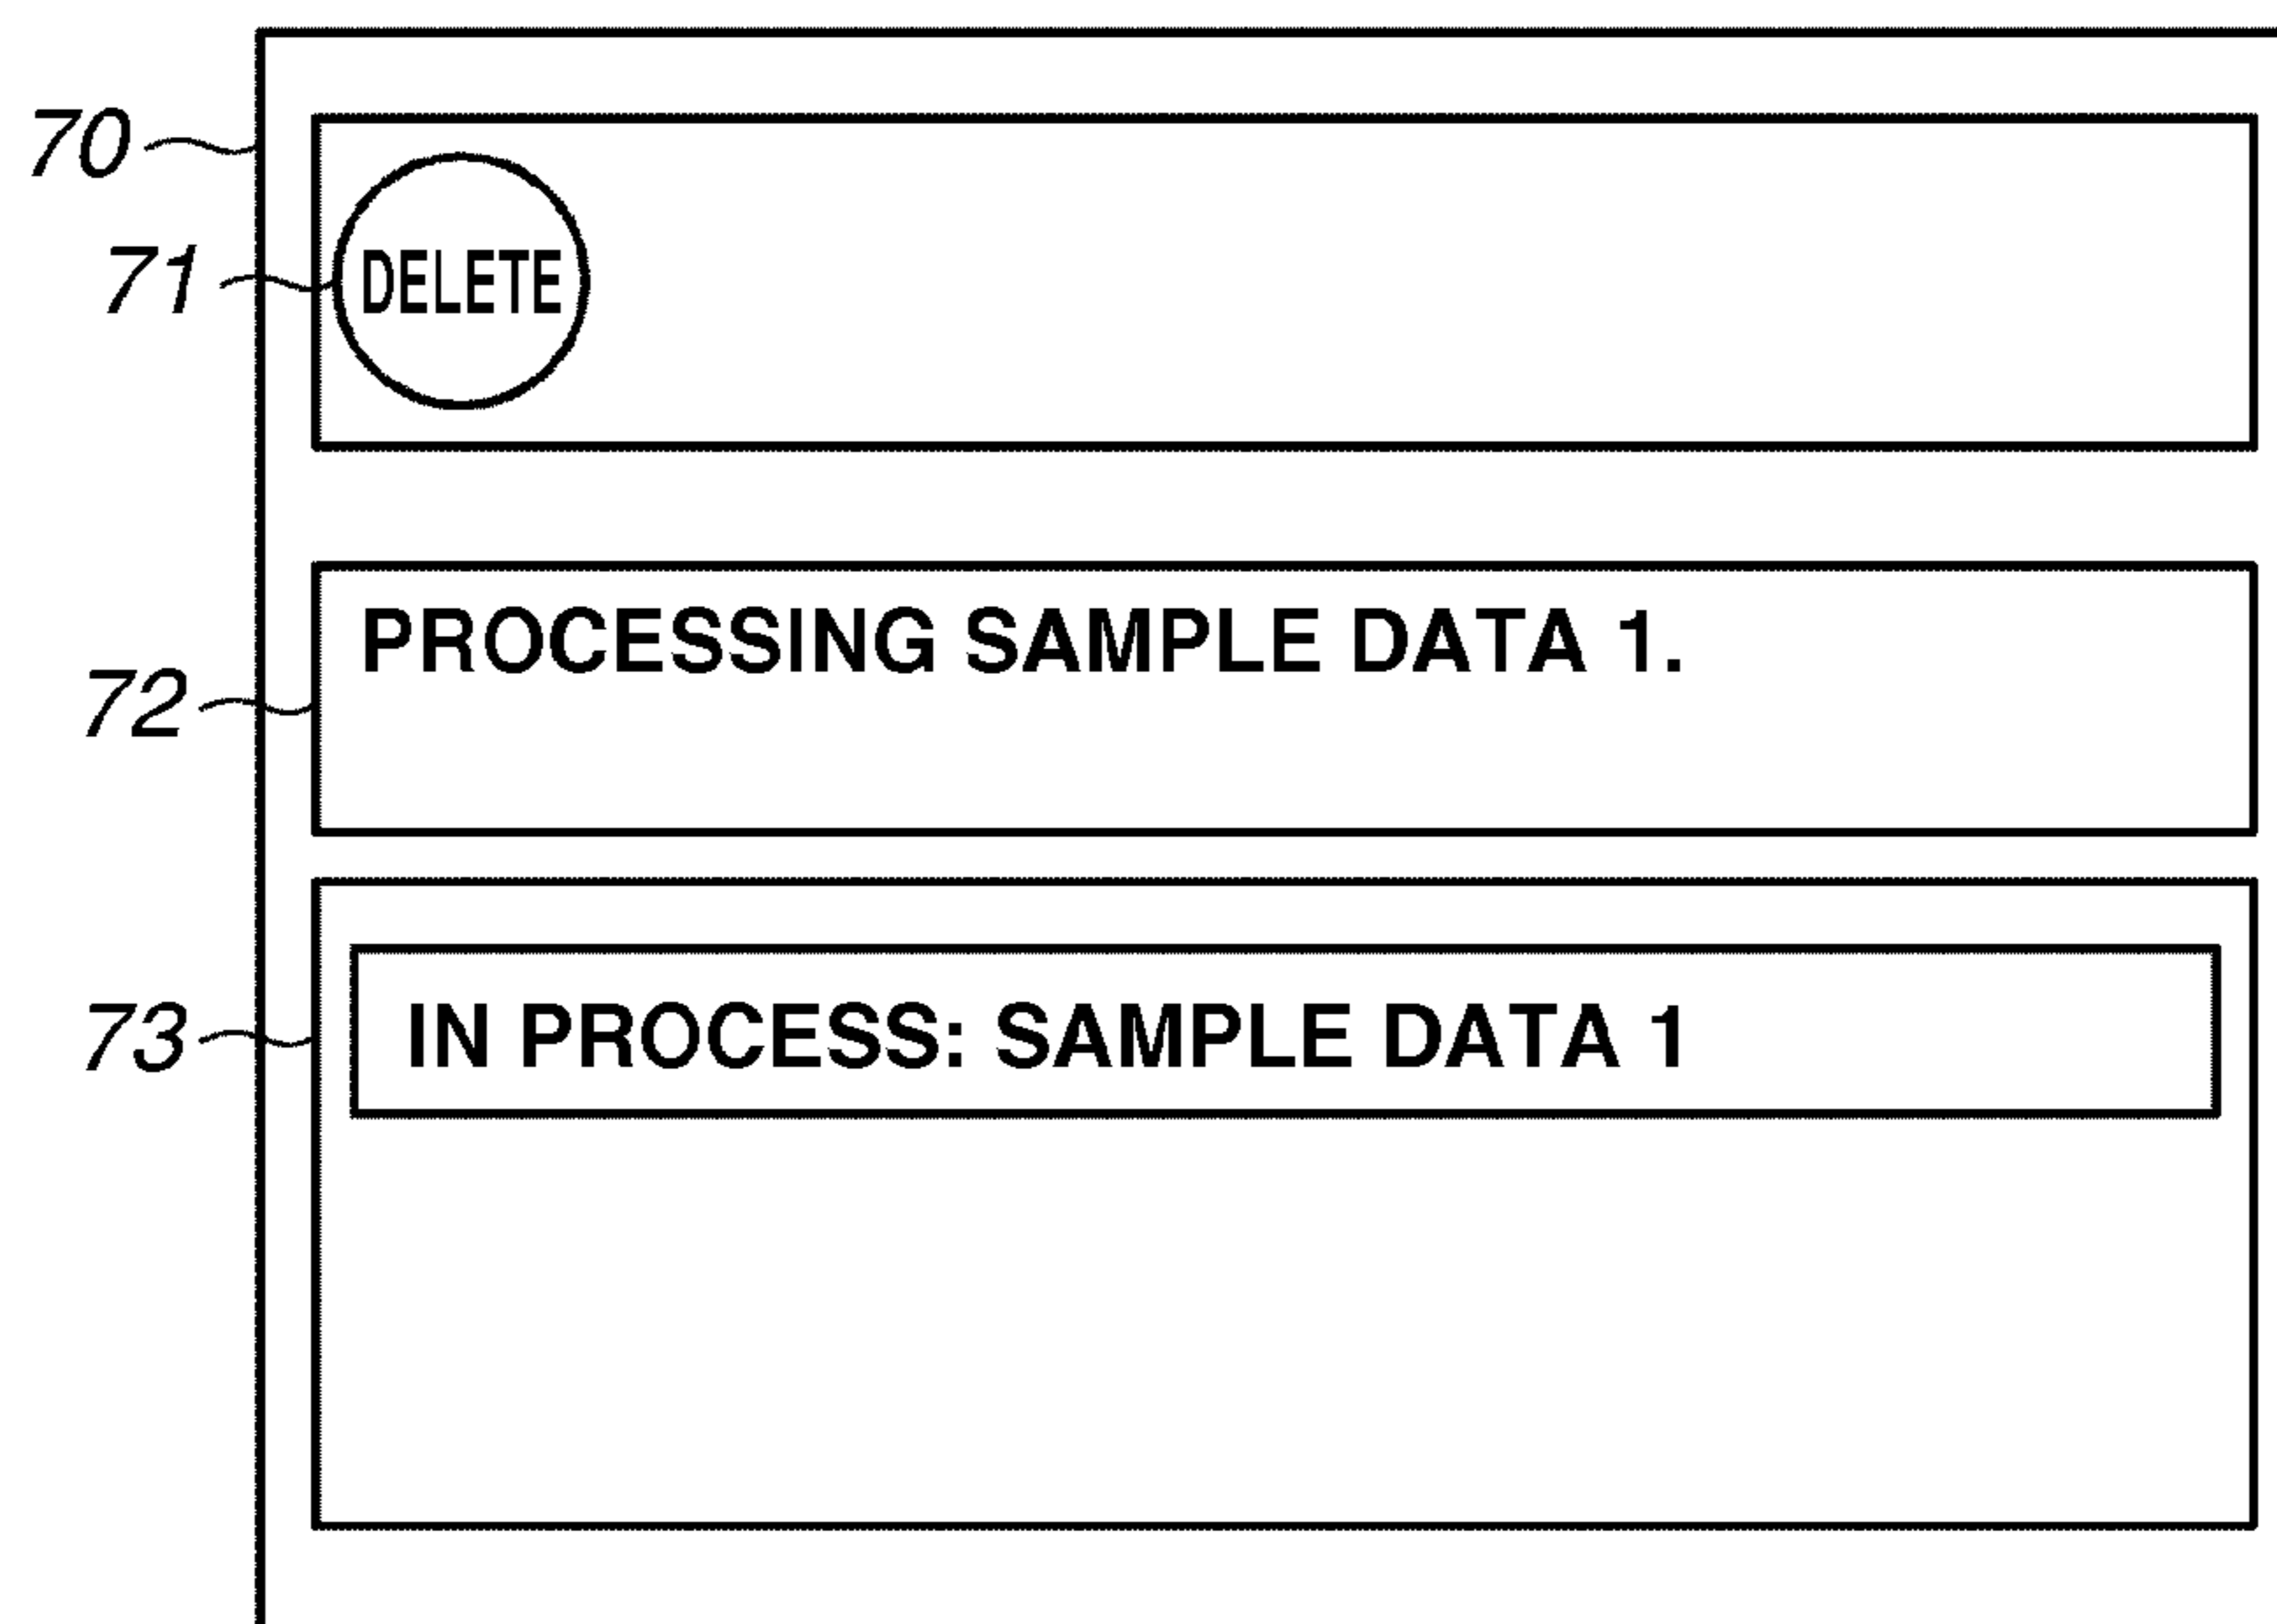 70
71
DELETE
72
PROCESSING SAMPLE DATA 1.
73
IN PROCESS: SAMPLE DATA 1